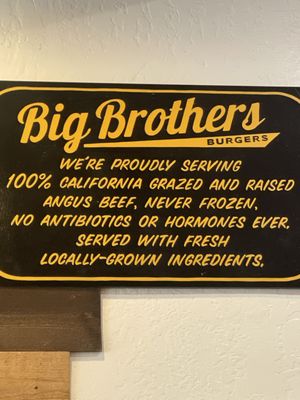 Big Brothers
BURGERS
WE'RE PROUDLY SERVING
100% CALIFORNIA GRAZED AND RAISED
ANGUS BEEF, NEVER FROZEN,
NO ANTIBIOTICS OR HORMONES EVER.
SERVED WITH FRESH
LOCALLY-GROWN INGREDIENTS.